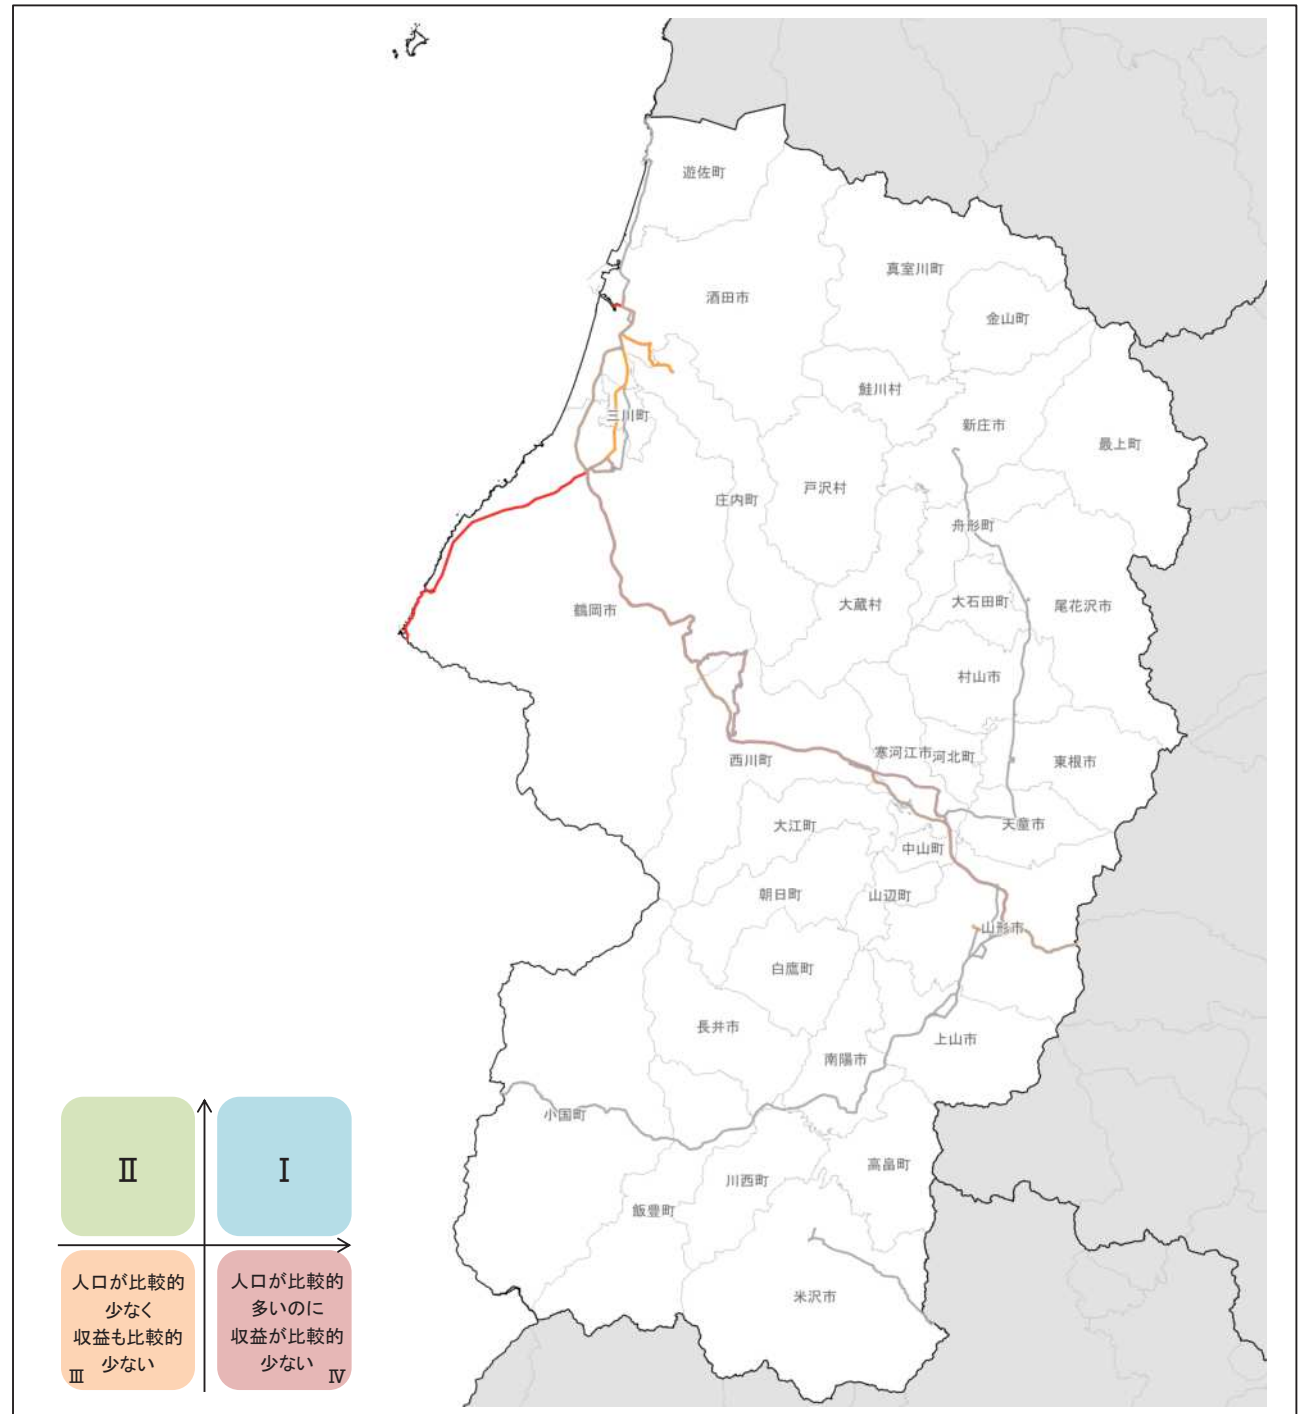 遊佐町
真室川町
酒田市
金山町
鮭川村
三川町
新庄市
最上町
戸沢村
庄内町
舟形町
鶴岡市
大蔵村
大石田町
尾花沢市
村山市
寒河江市
河北町
西川町
東根市
大江町
天童市
中山町
朝日町
山辺町
山形市
白鷹町
長井市
上山市
南陽市
小国町
高畠町
川西町
飯豊町
米沢市
Ⅱ
Ⅰ
人口が比較的
少なく
収益も比較的
少ない
Ⅲ
人口が比較的
多いのに
収益が比較的
少ない
Ⅳ